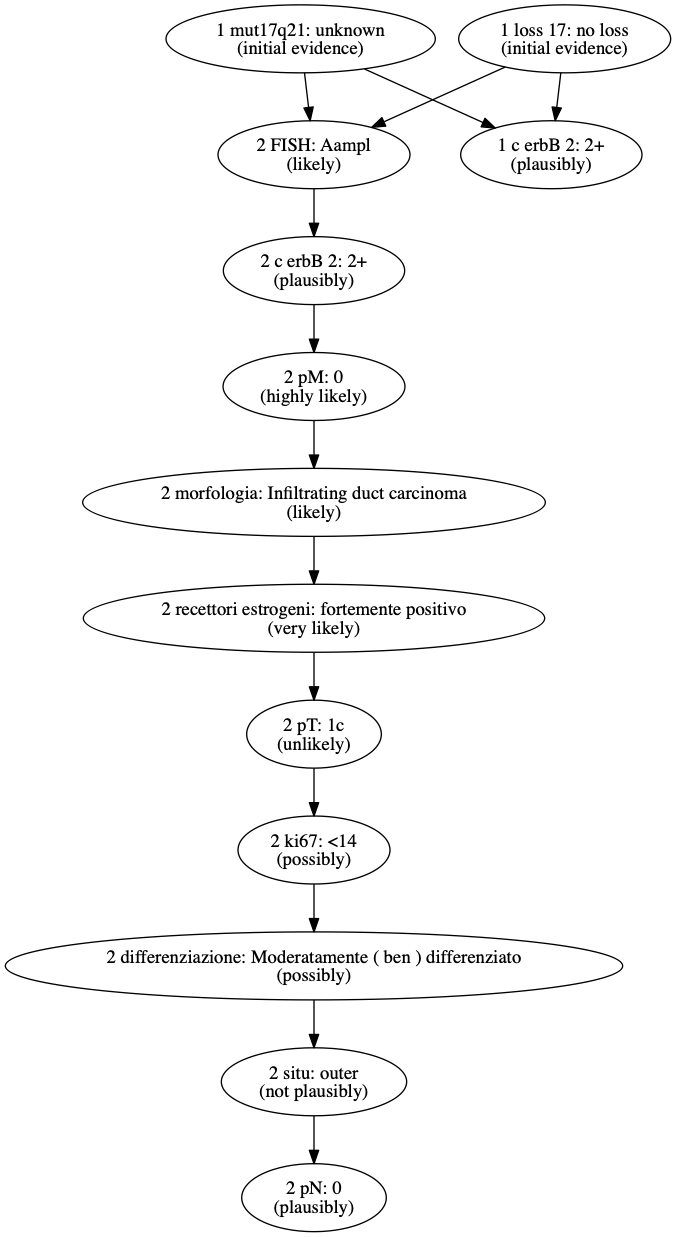 1 mut17q21: unknown
(initial evidence)
1 loss 17: no loss
(initial evidence)
2 FISH: Aampl
(likely)
1 c erbB 2: 2+
(plausibly)
2 c erbB 2: 2+
(plausibly)
2 pM: 0
(highly likely)
2 morfologia: Infiltrating duct carcinoma
(likely)
2 recettori estrogeni: fortemente positivo
(very likely)
2 pT: 1c
(unlikely)
2 ki67: <14
(possibly)
2 differenziazione: Moderatamente ( ben ) differenziato
(possibly)
2 situ: outer
(not plausibly)
2 pN: 0
(plausibly)